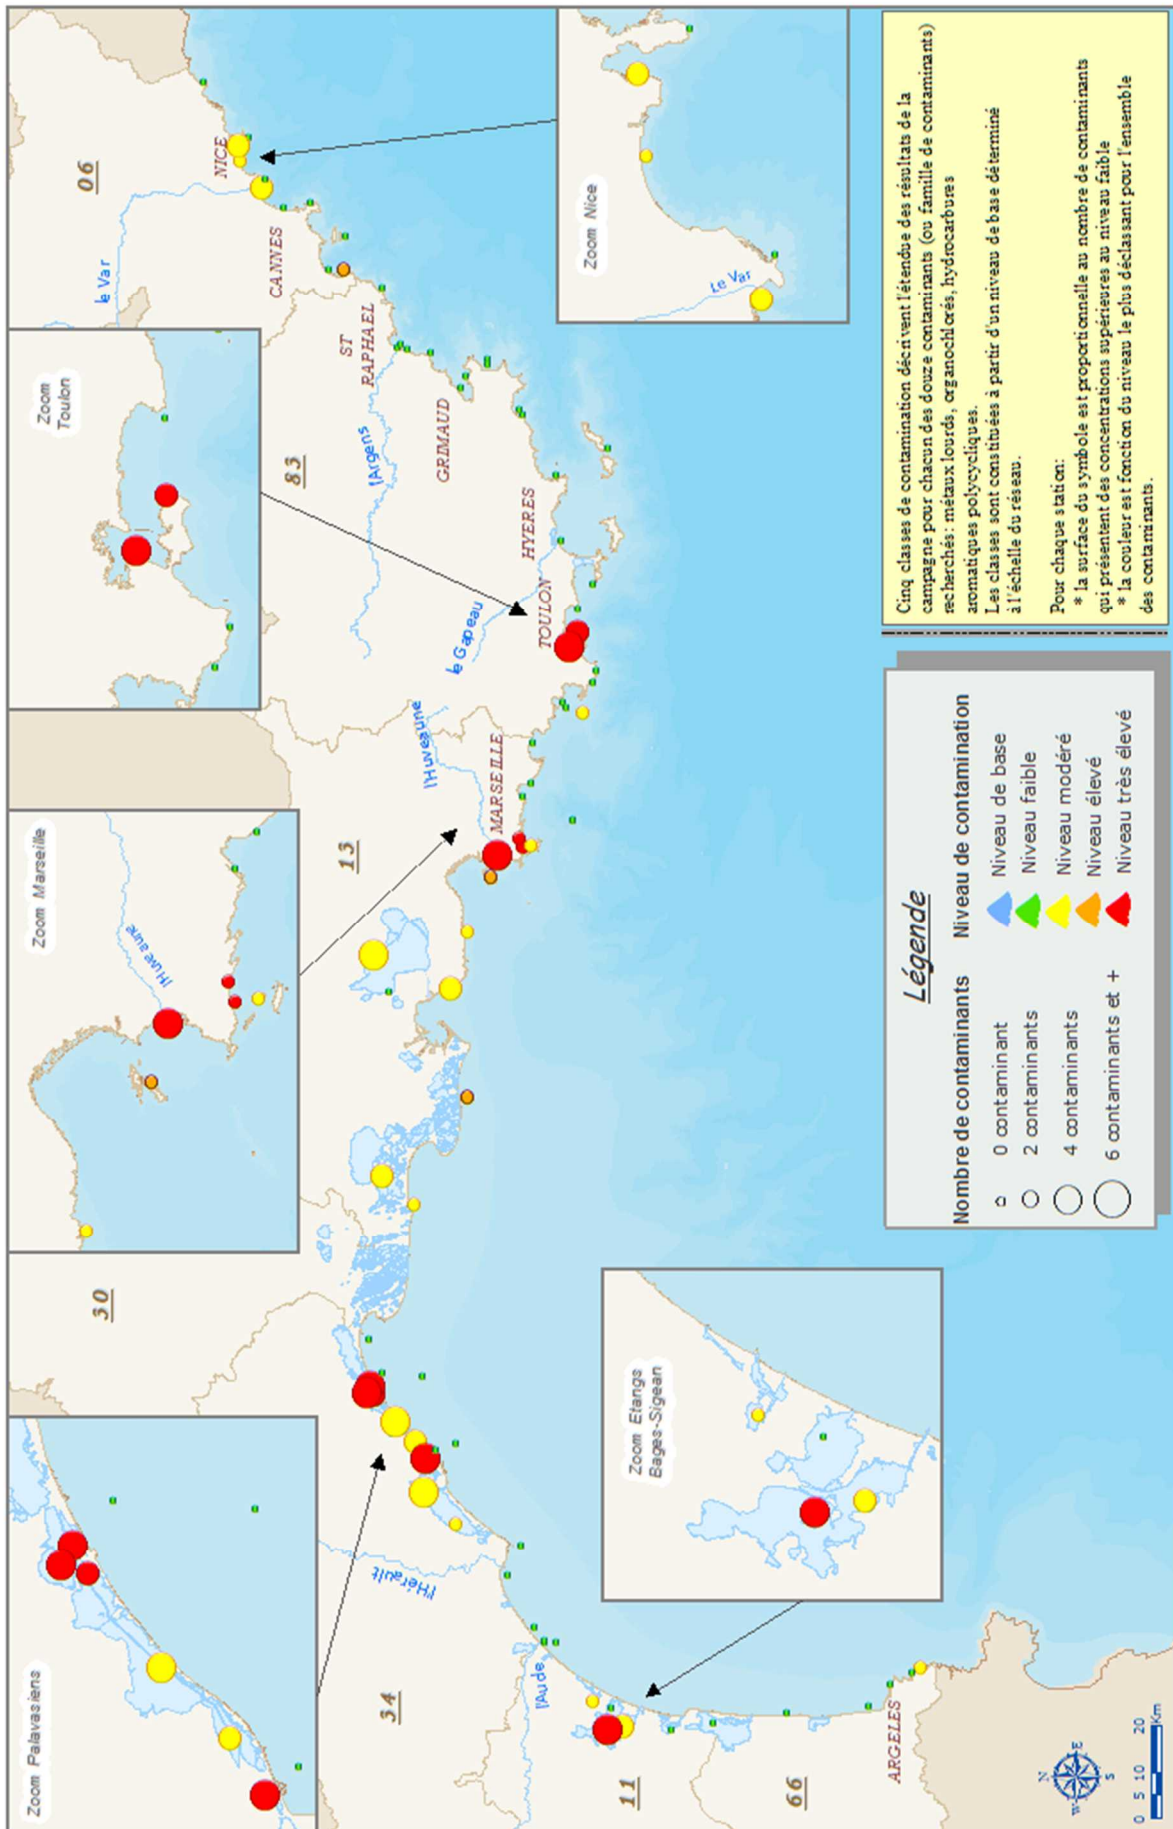 Zoom Palavasiens
Zoom Marseille
Zoom
Toulon
Zoom Nice
Zoom Etangs
Bages-Sigean
l'Huveaune
Le Var
30
13
83
06
34
11
66
le Var
NICE
CANNES
ST
RAPHAEL
l'Argens
GRIMAUD
HYERES
le Gapeau
TOULON
l'Huveaune
MARSEILLE
l'Hérault
l'Aude
ARGELES
N
W
E
S
0 5 10 20
Km
Légende
Nombre de contaminants
0 contaminant
2 contaminants
4 contaminants
6 contaminants et +
Niveau de contamination
Niveau de base
Niveau faible
Niveau modéré
Niveau élevé
Niveau très élevé
Cinq classes de contamination décrivent l'étendue des résultats de la
campagne pour chacun des douze contaminants (ou famille de contaminants)
recherchés: métaux lourds, organochlorés, hydrocarbures
aromatiques polycycliques.
Les classes sont constituées à partir d'un niveau de base déterminé
à l'échelle du réseau.
Pour chaque station:
* la surface du symbole est proportionnelle au nombre de contaminants
qui présentent des concentrations supérieures au niveau faible
* la couleur est fonction du niveau le plus déclassant pour l'ensemble
des contaminants.